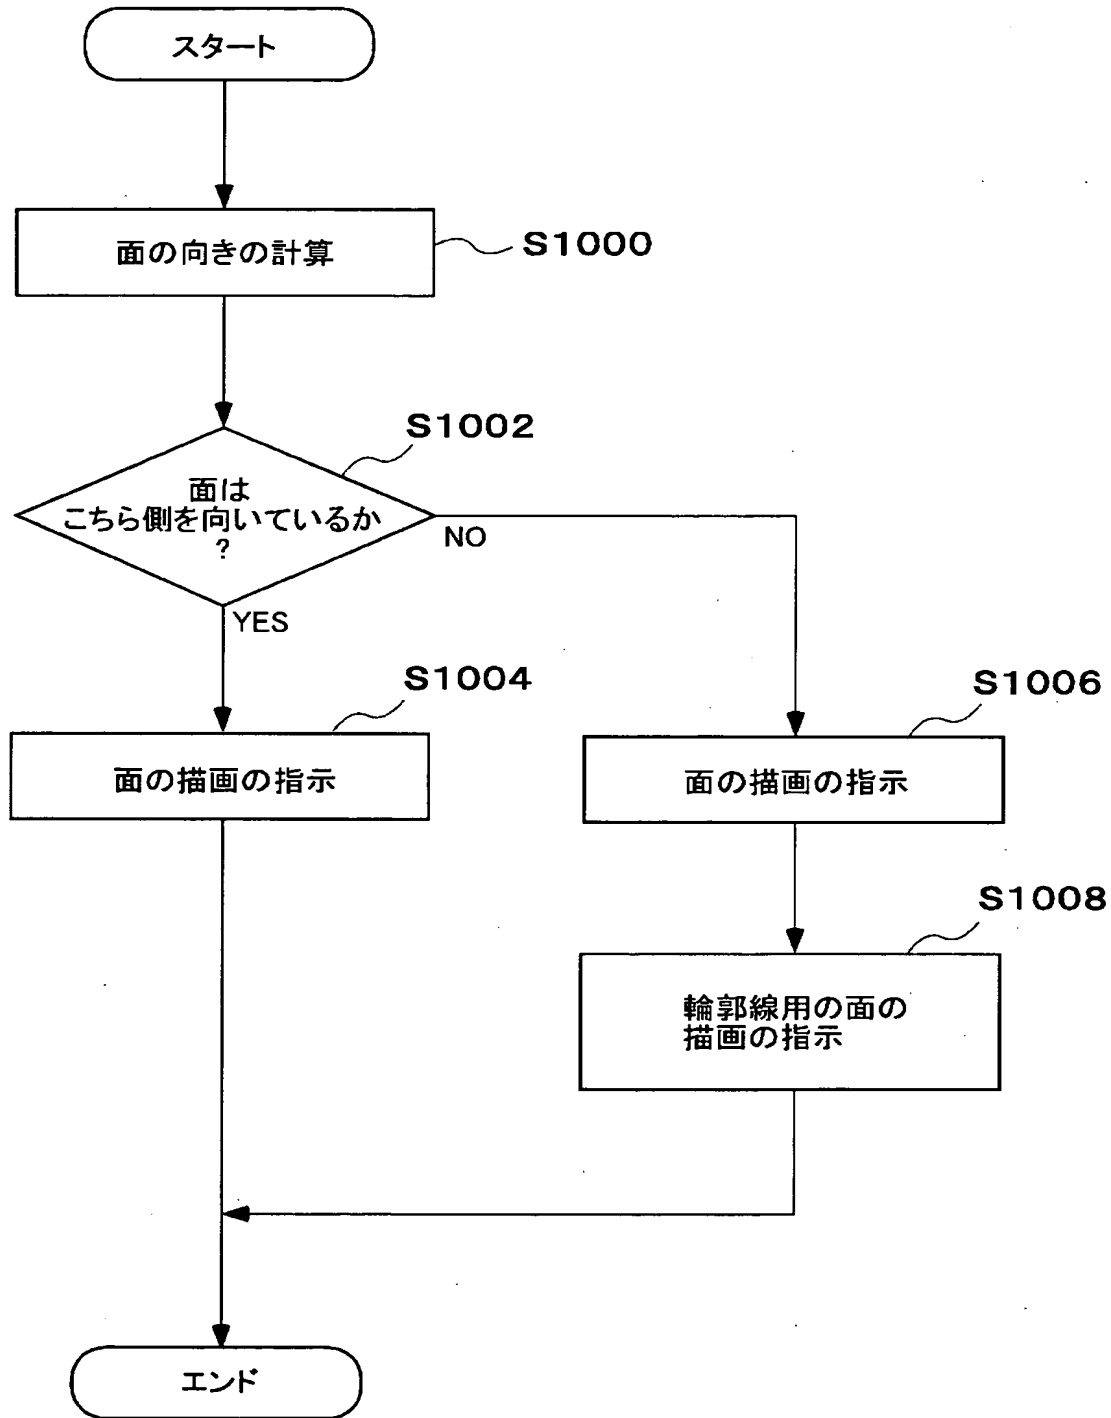 スタート
面の向きの計算
S1000
S1002
面は
こちら側を向いているか
?
NO
YES
S1004
面の描画の指示
S1006
面の描画の指示
S1008
輪郭線用の面の
描画の指示
エンド